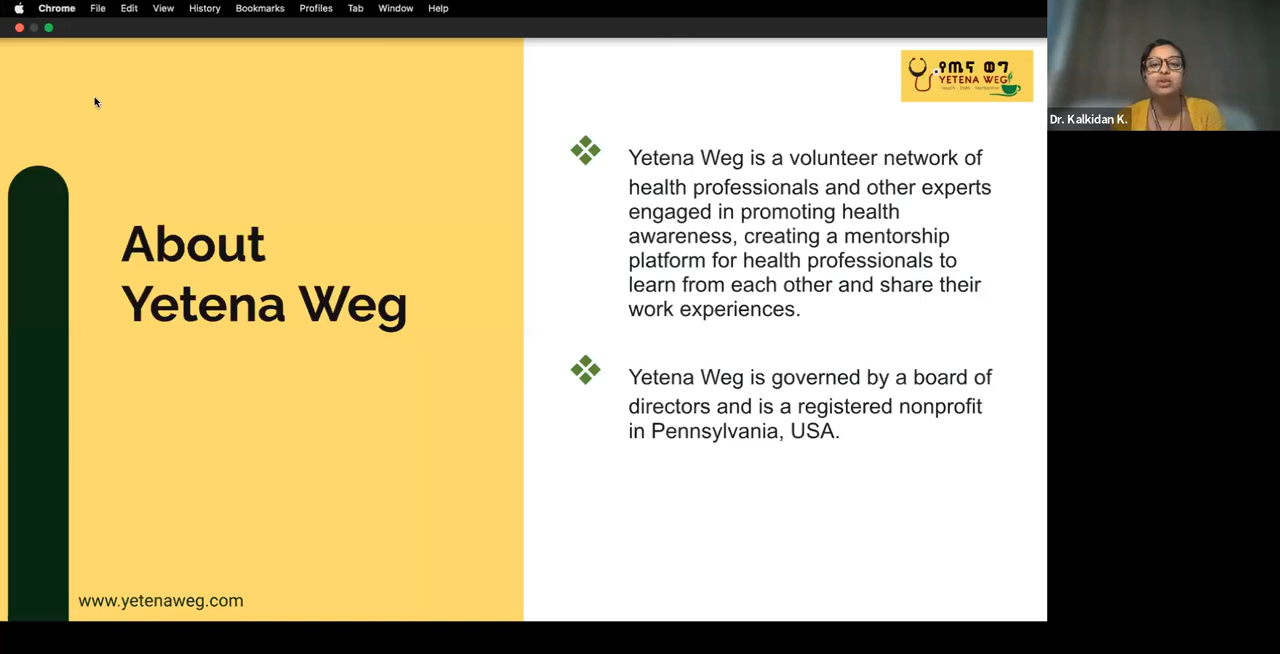 Chrome File Edit View History Bookmarks Profiles Tab Window Help
የጤና ወግ
YETENA WEG
Dr. Kalkidan K.
About
Yetena Weg
www.yetenaweg.com
Yetena Weg is a volunteer network of
health professionals and other experts
engaged in promoting health
awareness, creating a mentorship
platform for health professionals to
learn from each other and share their
work experiences.
Yetena Weg is governed by a board of
directors and is a registered nonprofit
in Pennsylvania, USA.